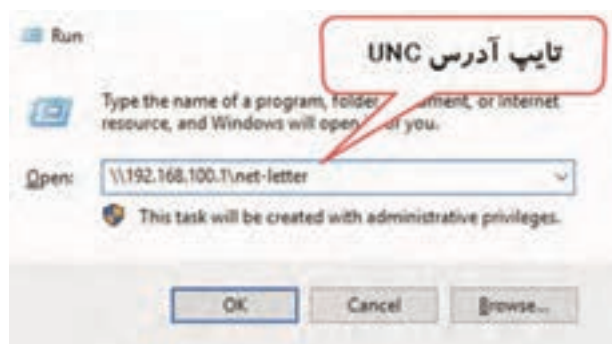 Run
تایپ آدرس UNC
Type the name of a program, folder, document, or Internet
resource, and Windows will open it for you.
Open: \\192.168.100.1\net-letter
This task will be created with administrative privileges.
OK Cancel Browse...